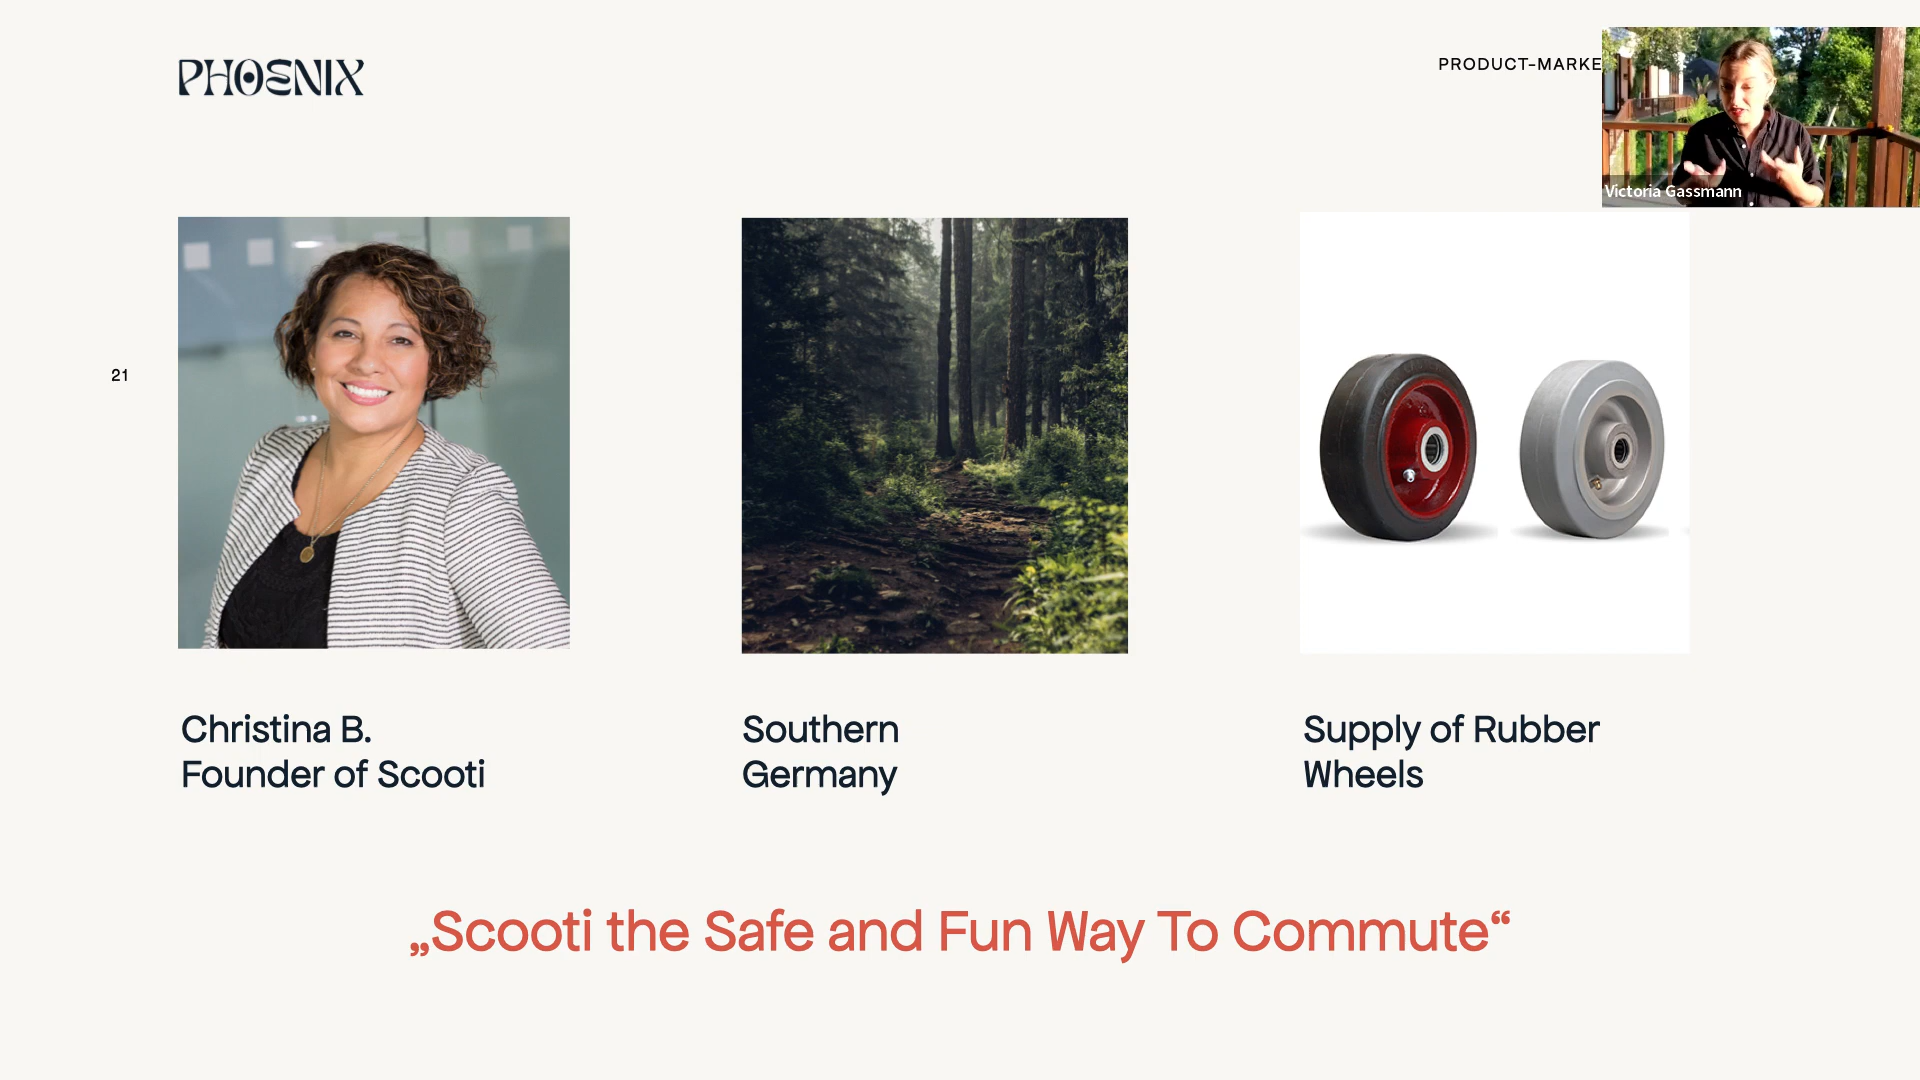 PHOENIX
PRODUCT-MARKE
Victoria Gassmann
21
Christina B.
Founder of Scooti
Southern
Germany
Supply of Rubber
Wheels
„Scooti the Safe and Fun Way To Commute“